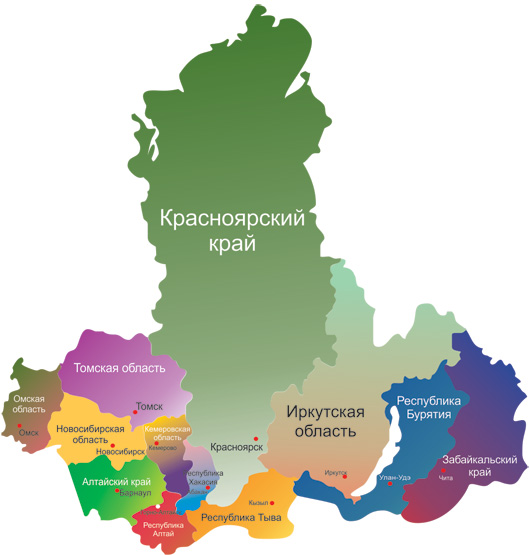 Красноярский
край
Томская область
Омская
область
Омск
Томск
Новосибирская
область
Новосибирск
Кемеровская
область
Кемерово
Красноярск
Иркутская
область
Иркутск
Республика
Бурятия
Улан-Удэ
Забайкальский
край
Чита
Алтайский край
Барнаул
Республика
Хакасия
Республика
Алтай
Республика Тыва
Кызыл